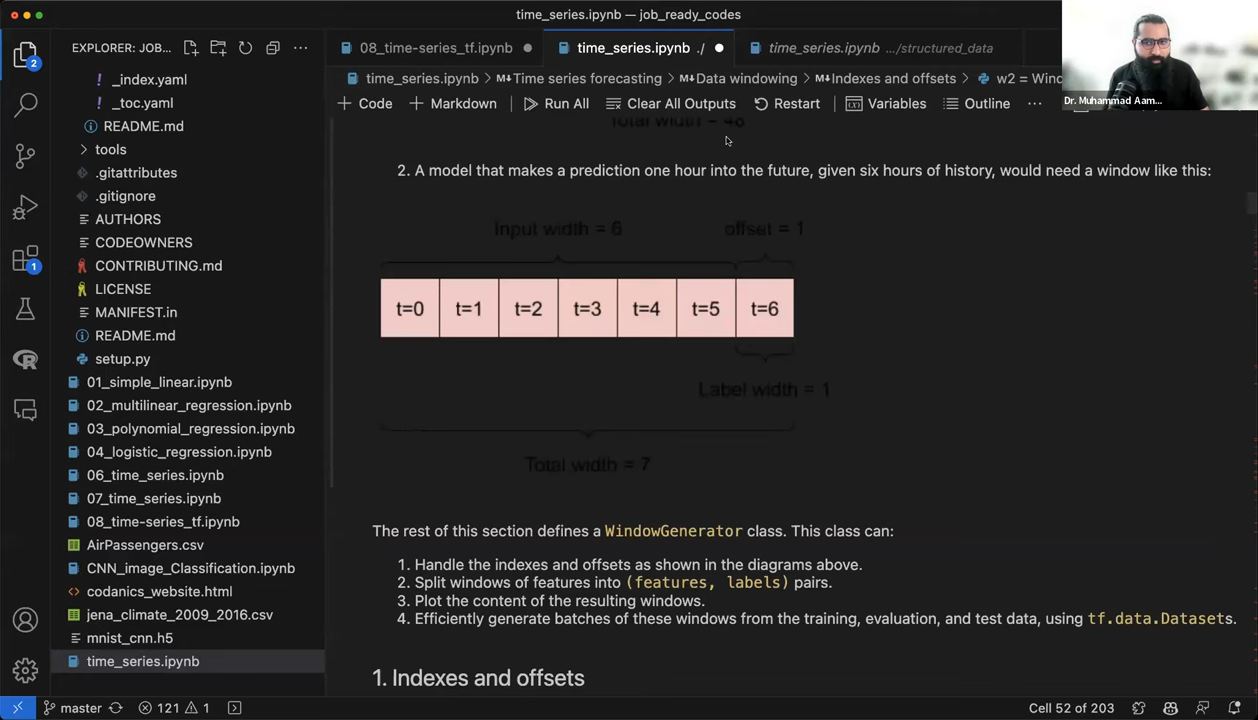 time_series.ipynb — job_ready_codes
EXPLORER: JOB...
08_time-series_tf.ipynb
time_series.ipynb ./
time_series.ipynb .../structured_data
time_series.ipynb > M↓Time series forecasting > M↓Data windowing > M↓Indexes and offsets > w2 = Wind
+ Code + Markdown Run All Clear All Outputs Restart Variables Outline ...
Dr. Muhammad Aam...
2
1
_index.yaml
_toc.yaml
README.md
tools
.gitattributes
.gitignore
AUTHORS
CODEOWNERS
CONTRIBUTING.md
LICENSE
MANIFEST.in
README.md
setup.py
01_simple_linear.ipynb
02_multilinear_regression.ipynb
03_polynomial_regression.ipynb
04_logistic_regression.ipynb
06_time_series.ipynb
07_time_series.ipynb
08_time-series_tf.ipynb
AirPassengers.csv
CNN_image_Classification.ipynb
codanics_website.html
jena_climate_2009_2016.csv
mnist_cnn.h5
time_series.ipynb
Total width = 48
2. A model that makes a prediction one hour into the future, given six hours of history, would need a window like this:
Input width = 6
offset = 1
t=0 t=1 t=2 t=3 t=4 t=5 t=6
Label width = 1
Total width = 7
The rest of this section defines a WindowGenerator class. This class can:
1. Handle the indexes and offsets as shown in the diagrams above.
2. Split windows of features into (features, labels) pairs.
3. Plot the content of the resulting windows.
4. Efficiently generate batches of these windows from the training, evaluation, and test data, using tf.data.Datasets.
1. Indexes and offsets
master
121 1
Cell 52 of 203